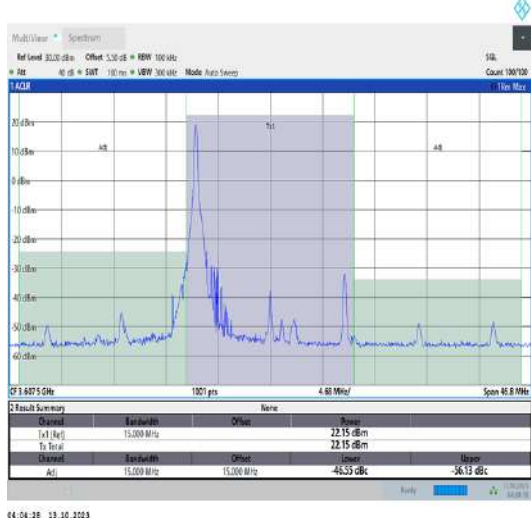 MultiView Spectrum
Ref Level 30.00 dBm Offset 5.50 dB RBW 100 kHz SGL
Att 40 dB SWT 100 ms VBW 300 kHz Mode Auto Sweep Count 100/100
1 ACLR 1Rm Max
20 dBm
Tx1
Adj
Adj
10 dBm
0 dBm
-10 dBm
-20 dBm
-30 dBm
-40 dBm
-50 dBm
-60 dBm
CF 3.6075 GHz 1001 pts 4.68 MHz/ Span 46.8 MHz
2 Result Summary None
Channel Bandwidth Offset Power
Tx1 (Ref) 15.000 MHz 22.15 dBm
Tx Total 22.15 dBm
Channel Bandwidth Offset Lower Upper
Adj 15.000 MHz 15.000 MHz -46.55 dBc -56.13 dBc
Ready
04:04:28 13.10.2023